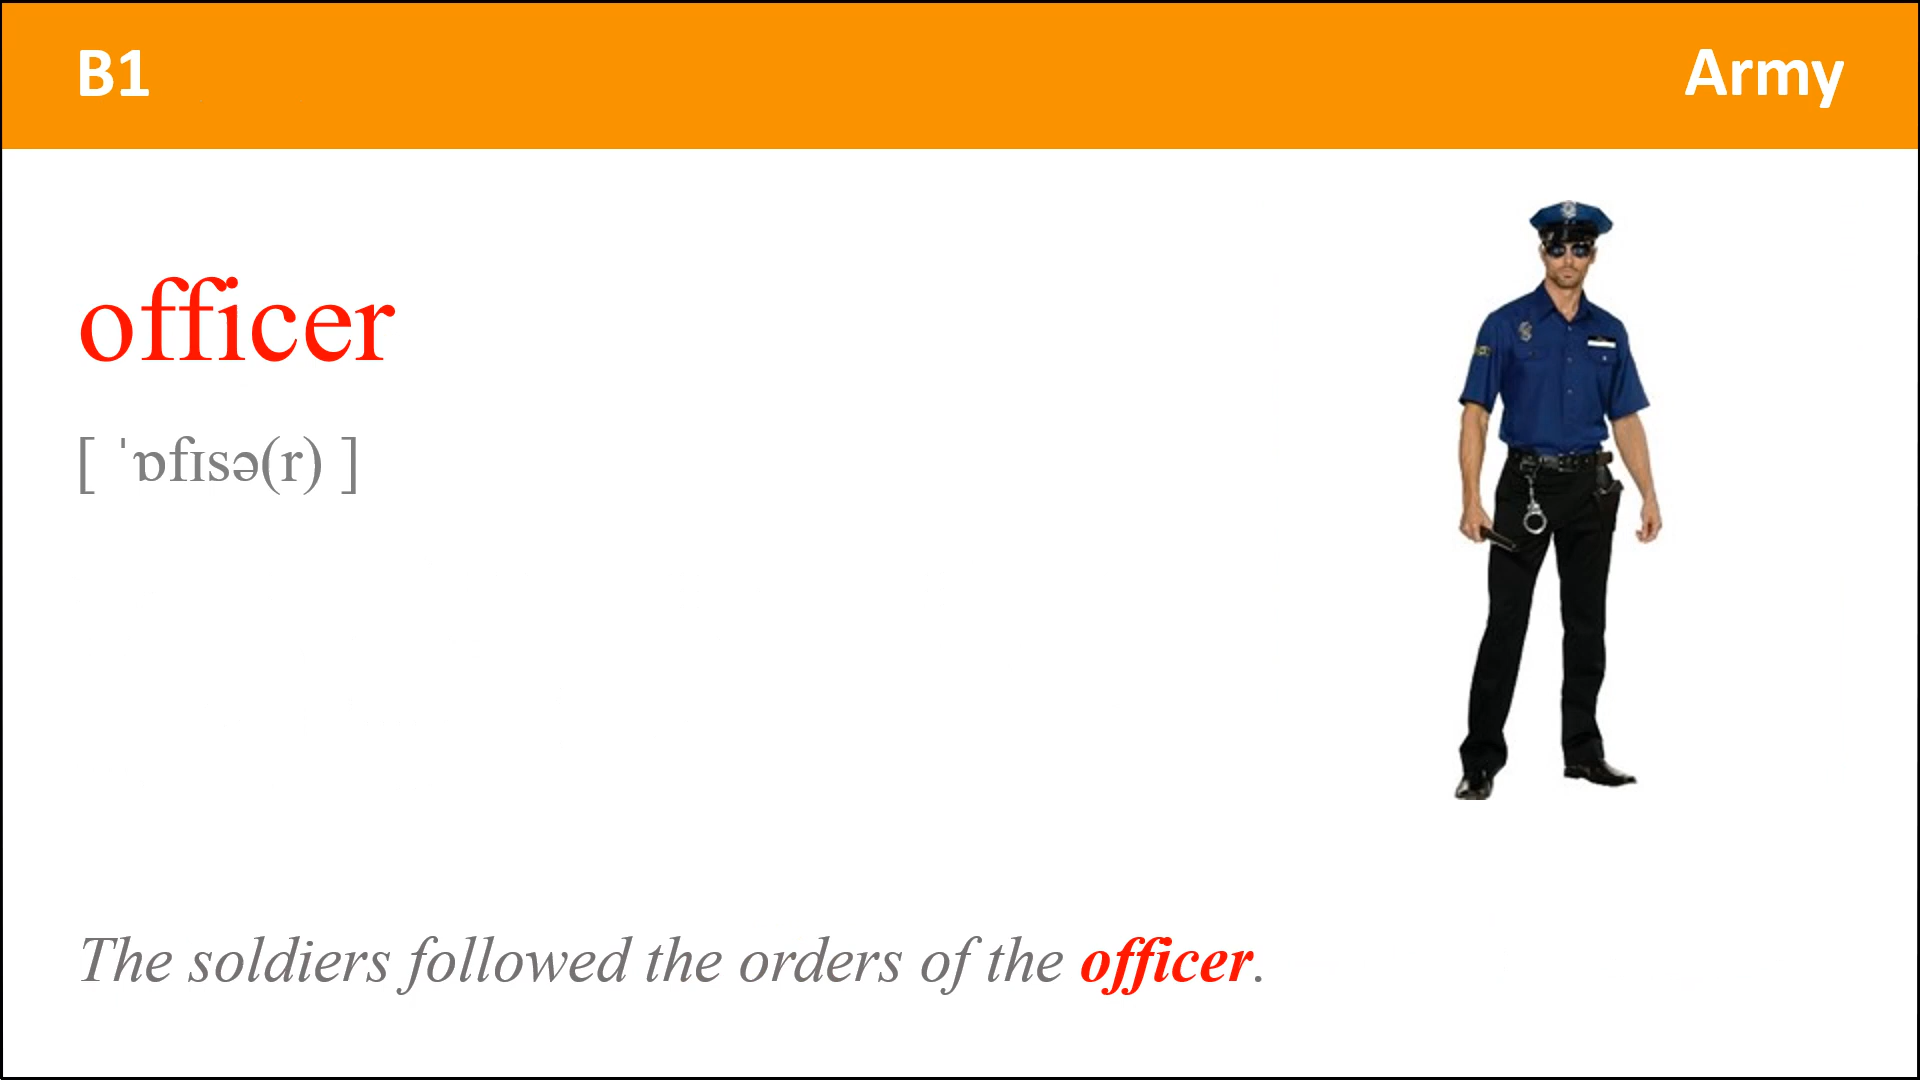 B1
Army
officer
[ ˈɒfɪsə(r) ]
The soldiers followed the orders of the officer.